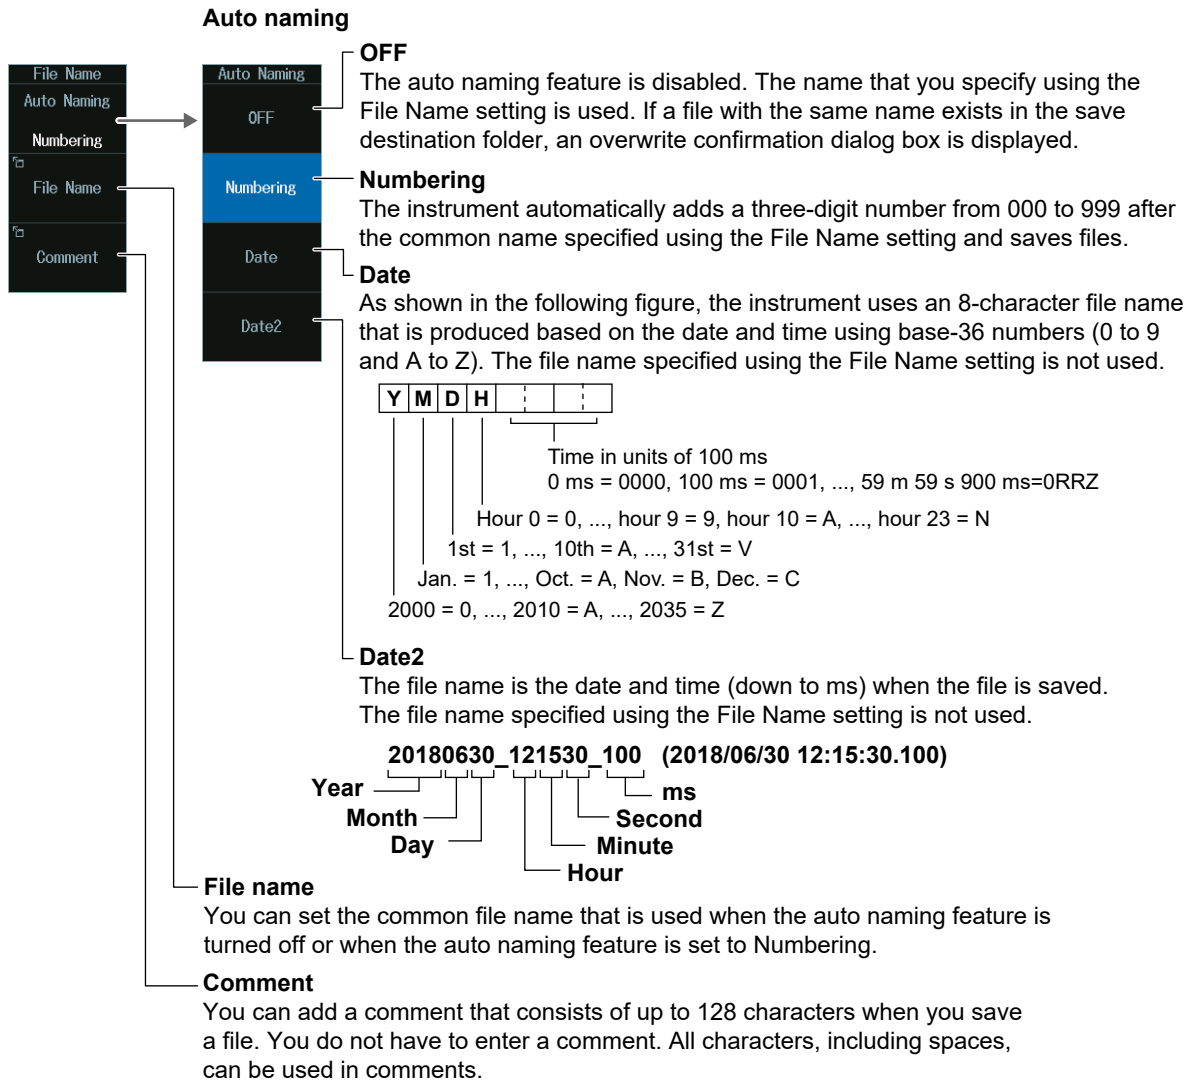 Auto naming
File Name
Auto Naming
Numbering
File Name
Comment
Auto Naming
OFF
Numbering
Date
Date2
OFF
The auto naming feature is disabled. The name that you specify using the
File Name setting is used. If a file with the same name exists in the save
destination folder, an overwrite confirmation dialog box is displayed.
Numbering
The instrument automatically adds a three-digit number from 000 to 999 after
the common name specified using the File Name setting and saves files.
Date
As shown in the following figure, the instrument uses an 8-character file name
that is produced based on the date and time using base-36 numbers (0 to 9
and A to Z). The file name specified using the File Name setting is not used.
Y M D H
Time in units of 100 ms
0 ms = 0000, 100 ms = 0001, ..., 59 m 59 s 900 ms=0RRZ
Hour 0 = 0, ..., hour 9 = 9, hour 10 = A, ..., hour 23 = N
1st = 1, ..., 10th = A, ..., 31st = V
Jan. = 1, ..., Oct. = A, Nov. = B, Dec. = C
2000 = 0, ..., 2010 = A, ..., 2035 = Z
Date2
The file name is the date and time (down to ms) when the file is saved.
The file name specified using the File Name setting is not used.
20180630_121530_100 (2018/06/30 12:15:30.100)
Year
ms
Month
Second
Day
Minute
Hour
File name
You can set the common file name that is used when the auto naming feature is
turned off or when the auto naming feature is set to Numbering.
Comment
You can add a comment that consists of up to 128 characters when you save
a file. You do not have to enter a comment. All characters, including spaces,
can be used in comments.